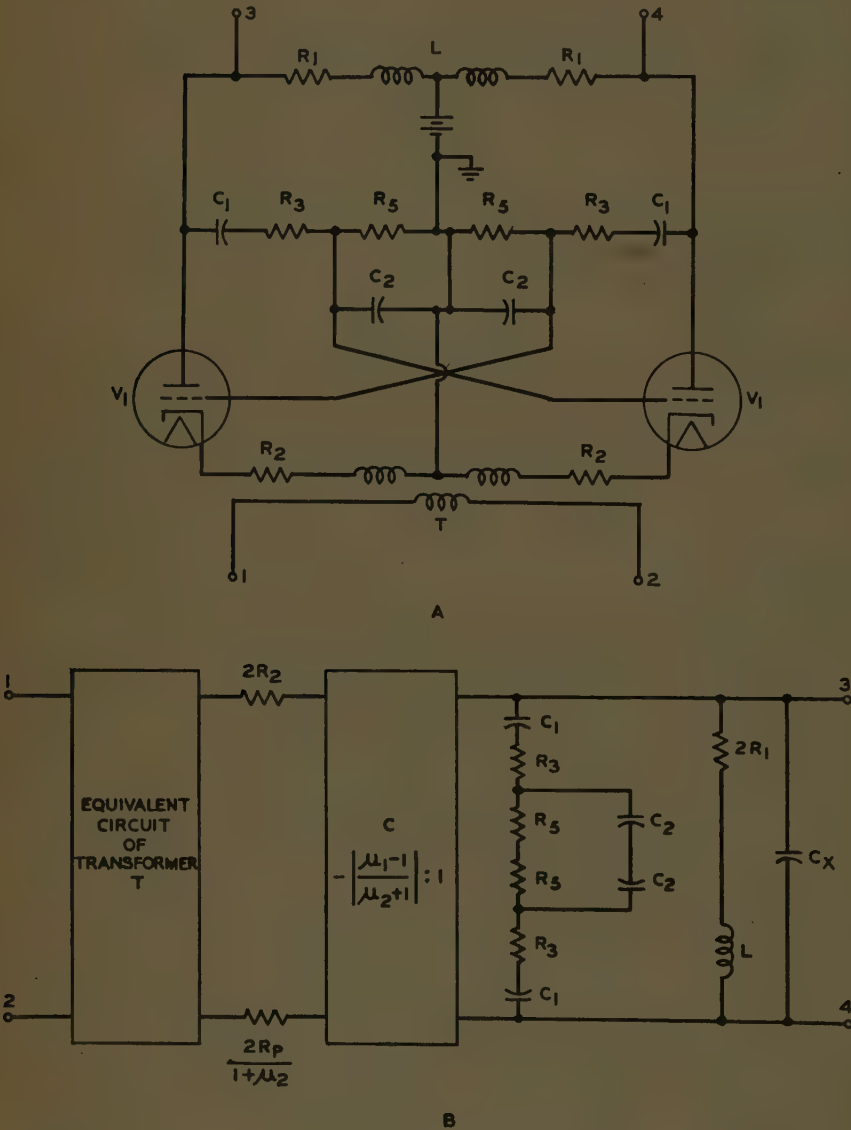 3 4
R1 L R1
C1 R3 R5 R5 R3 C1
C2 C2
V1 V1
R2 R2
T
1 2
A
1 2R2 3
C1
R3
2R1
EQUIVALENT
CIRCUIT
OF
TRANSFORMER
T
C
-|μ1-1/μ2+1|:1
R5 C2
CX
R5 C2
R3 L
C1
2 4
2Rp
1+μ2
B